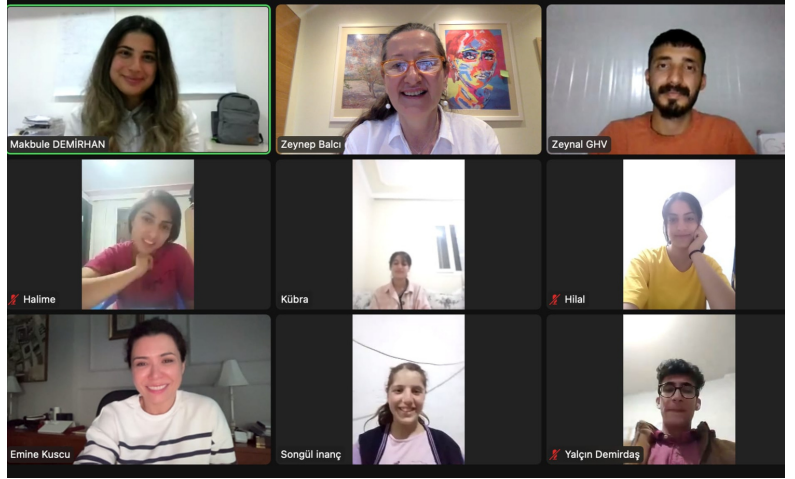 Makbule DEMİRHAN
Zeynep Balcı
Zeynal GHV
Halime
Kübra
Hilal
Emine Kuscu
Songül inanç
Yalçın Demirdaş